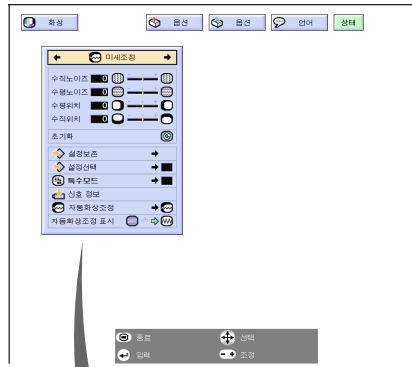 화상 옵션 옵션 언어 상태
미세조정
수직노이즈 0
수평노이즈 0
수평위치 0
수직위치 0
초기화
설정보존
설정선택
특수모드
신호 정보
자동화상조정
자동화상조정 표시
종료 선택
입력 조정